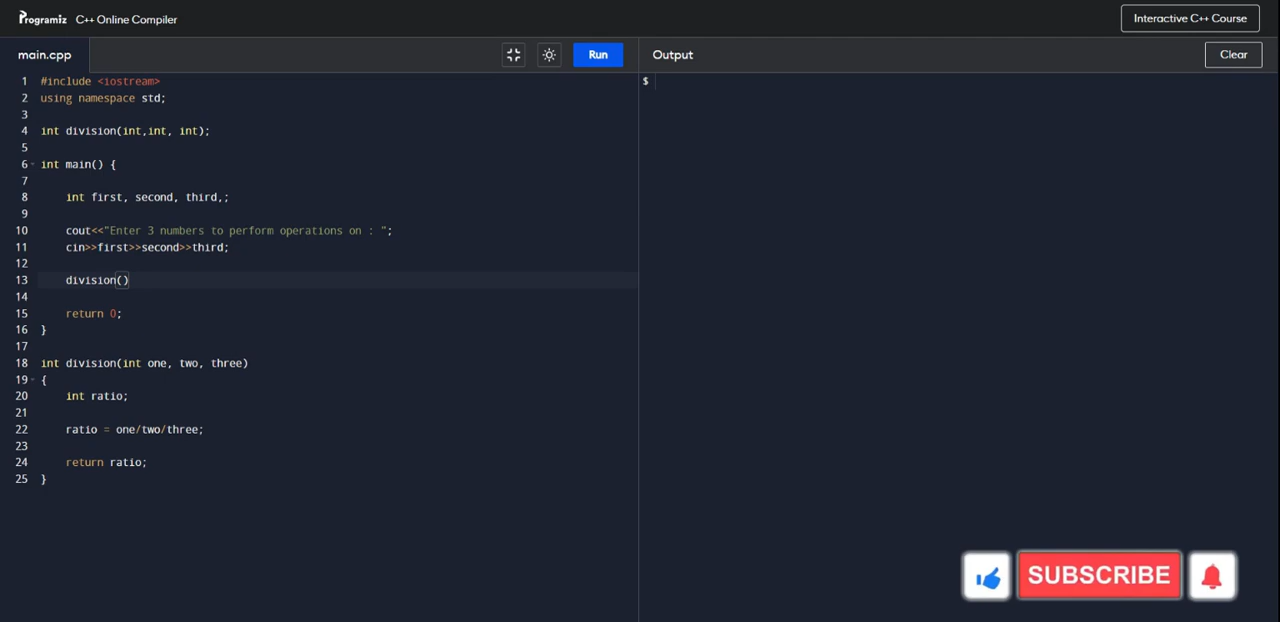 Programiz C++ Online Compiler
Interactive C++ Course
main.cpp
Run
Output
Clear
1 #include <iostream>
2 using namespace std;
3
4 int division(int,int, int);
5
6 int main() {
7
8 int first, second, third,;
9
10 cout<<"Enter 3 numbers to perform operations on : ";
11 cin>>first>>second>>third;
12
13 division()
14
15 return 0;
16 }
17
18 int division(int one, two, three)
19 {
20 int ratio;
21
22 ratio = one/two/three;
23
24 return ratio;
25 }
$
SUBSCRIBE